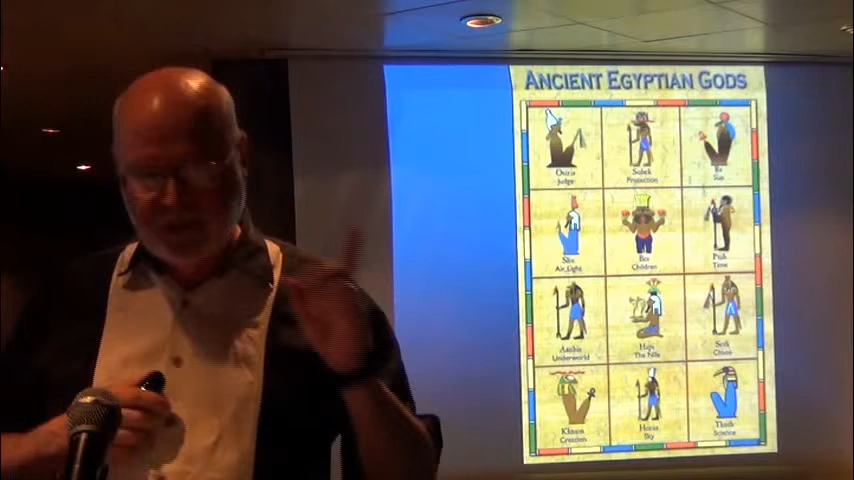 ANCIENT EGYPTIAN GODS
Osiris
Judge
Sobek
Protection
Ra
Sun
Shu
Air, Light
Bes
Children
Ptah
Time
Anubis
Underworld
Hapi
The Nile
Seth
Chaos
Khnum
Creation
Horus
Sky
Thoth
Science